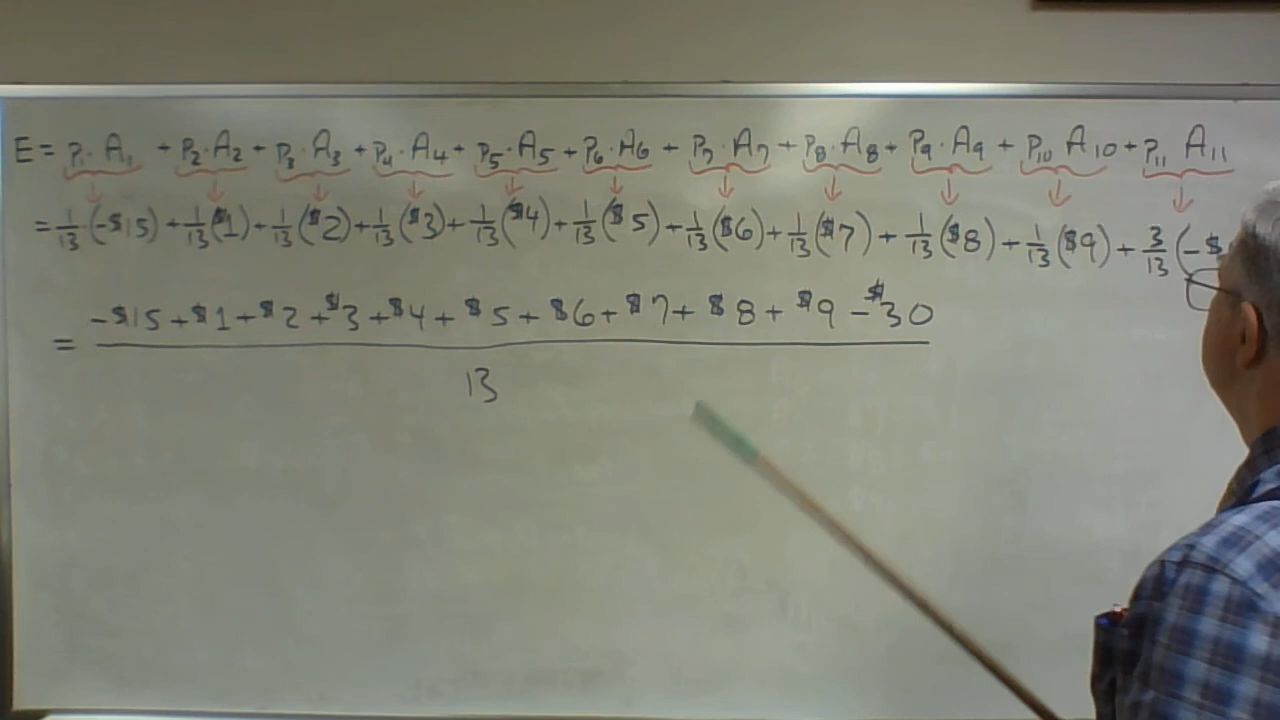 E = p₁·A₁ + p₂·A₂ + p₃·A₃ + p₄·A₄ + p₅·A₅ + p₆·A₆ + p₇·A₇ + p₈·A₈ + p₉·A₉ + p₁₀ A₁₀ + p₁₁ A₁₁
= 1/13 (-$15) + 1/13 ($1) + 1/13 ($2) + 1/13 ($3) + 1/13 ($4) + 1/13 ($5) + 1/13 ($6) + 1/13 ($7) + 1/13 ($8) + 1/13 ($9) + 3/13 (-$
-$15 + $1 + $2 + $3 + $4 + $5 + $6 + $7 + $8 + $9 - $30
=
13